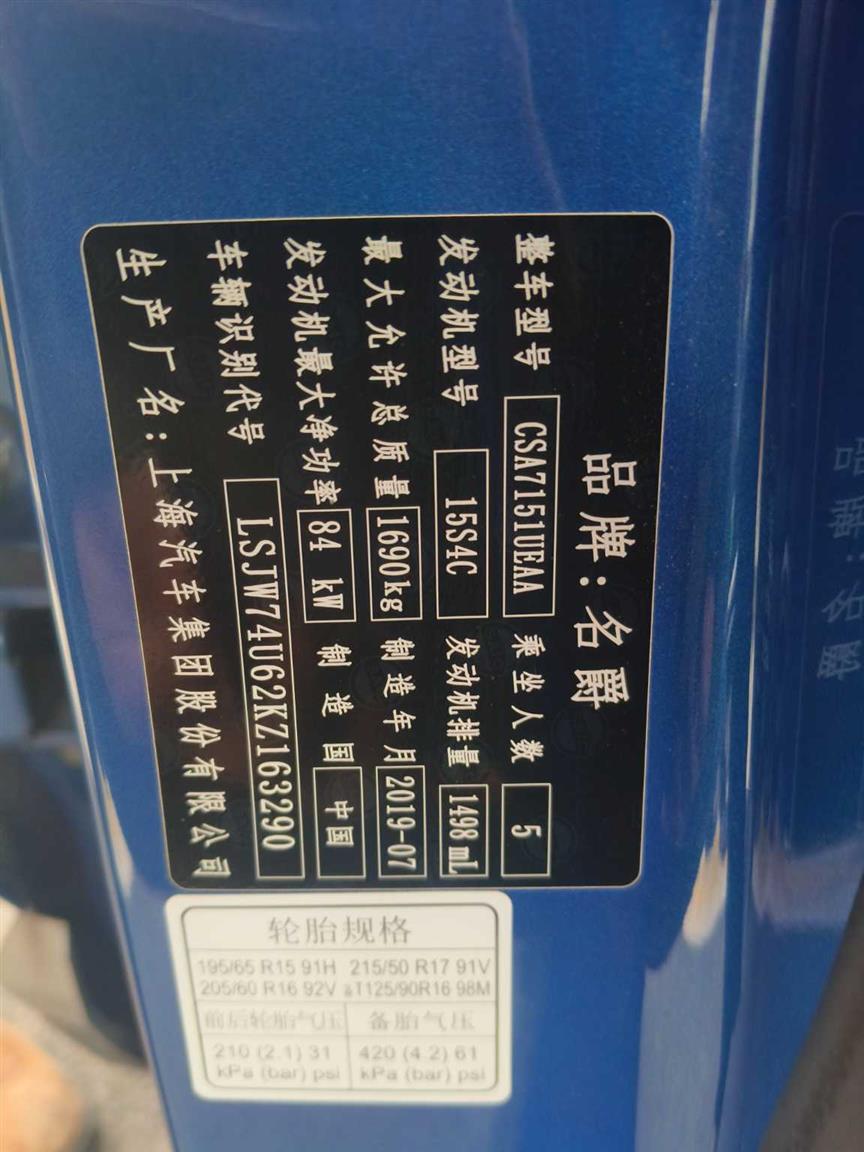 品牌:名爵
整车型号 CSA7151UEAA 乘坐人数 5
发动机型号 15S4C 发动机排量 1498 mL
最大允许总质量 1690kg 制造年月 2019-07
发动机最大净功率 84 kW 制造国 中国
车辆识别代号 LSJW74U62KZ163290
生产厂名:上海汽车集团股份有限公司
轮胎规格
195/65 R15 91H 215/50 R17 91V
205/60 R16 92V &T125/90R16 98M
前后轮胎气压 备胎气压
210 (2.1) 31 420 (4.2) 61
kPa (bar) psi kPa (bar) psi